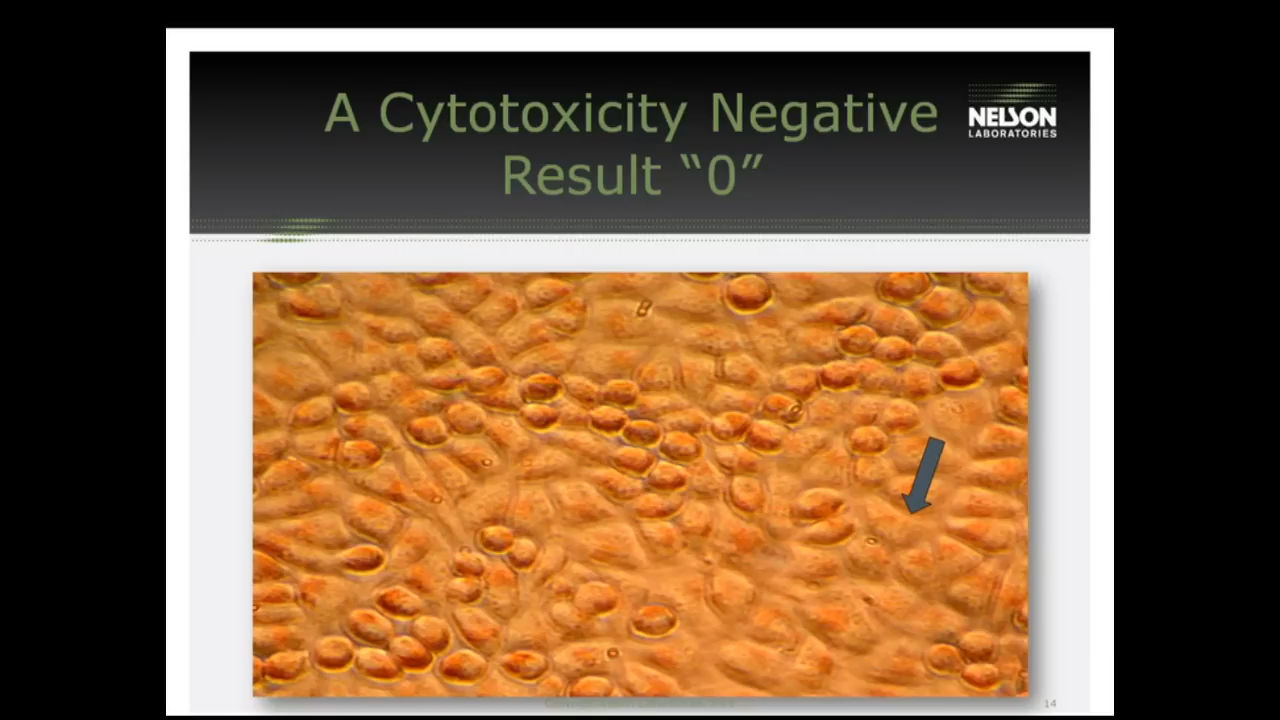 A Cytotoxicity Negative
Result “0”
NELSON
LABORATORIES
14